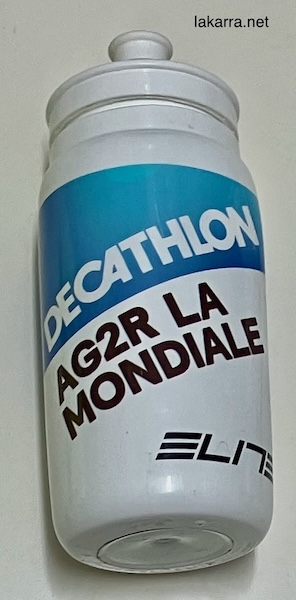 lakarra.net
DECATHLON
AG2R LA
MONDIALE
ELITE